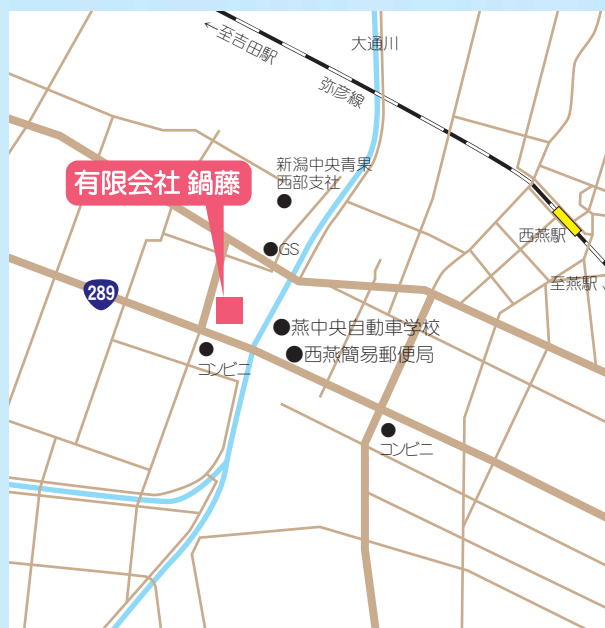 ←至吉田駅
大通川
弥彦線
新潟中央青果
西部支社
有限会社 鍋藤
GS
西燕駅
至燕駅
289
燕中央自動車学校
西燕簡易郵便局
コンビニ
コンビニ